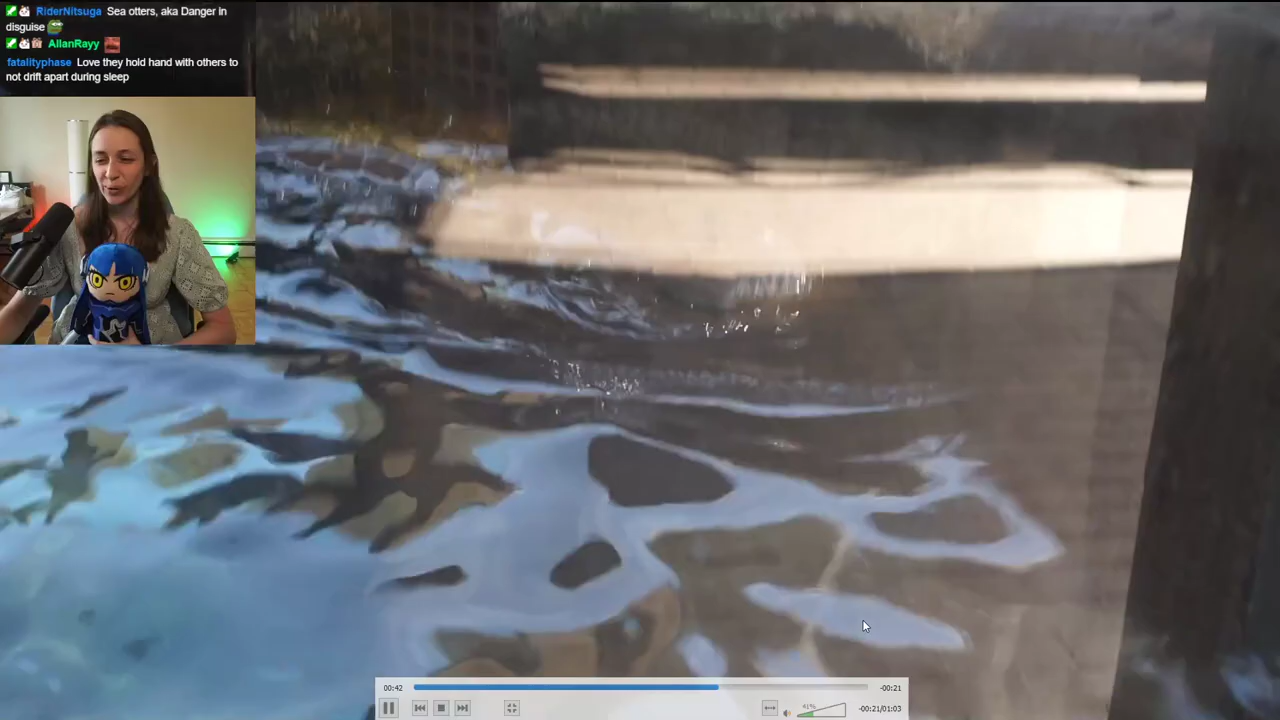 RiderNitsuga Sea otters, aka Danger in
disguise
AllanRayy
fatalityphase Love they hold hand with others to
not drift apart during sleep
00:42
-00:21
41%
-00:21/01:03